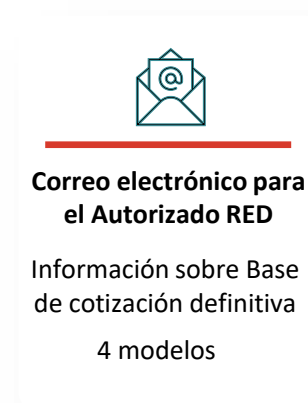 @
Correo electrónico para
el Autorizado RED
Información sobre Base
de cotización definitiva
4 modelos